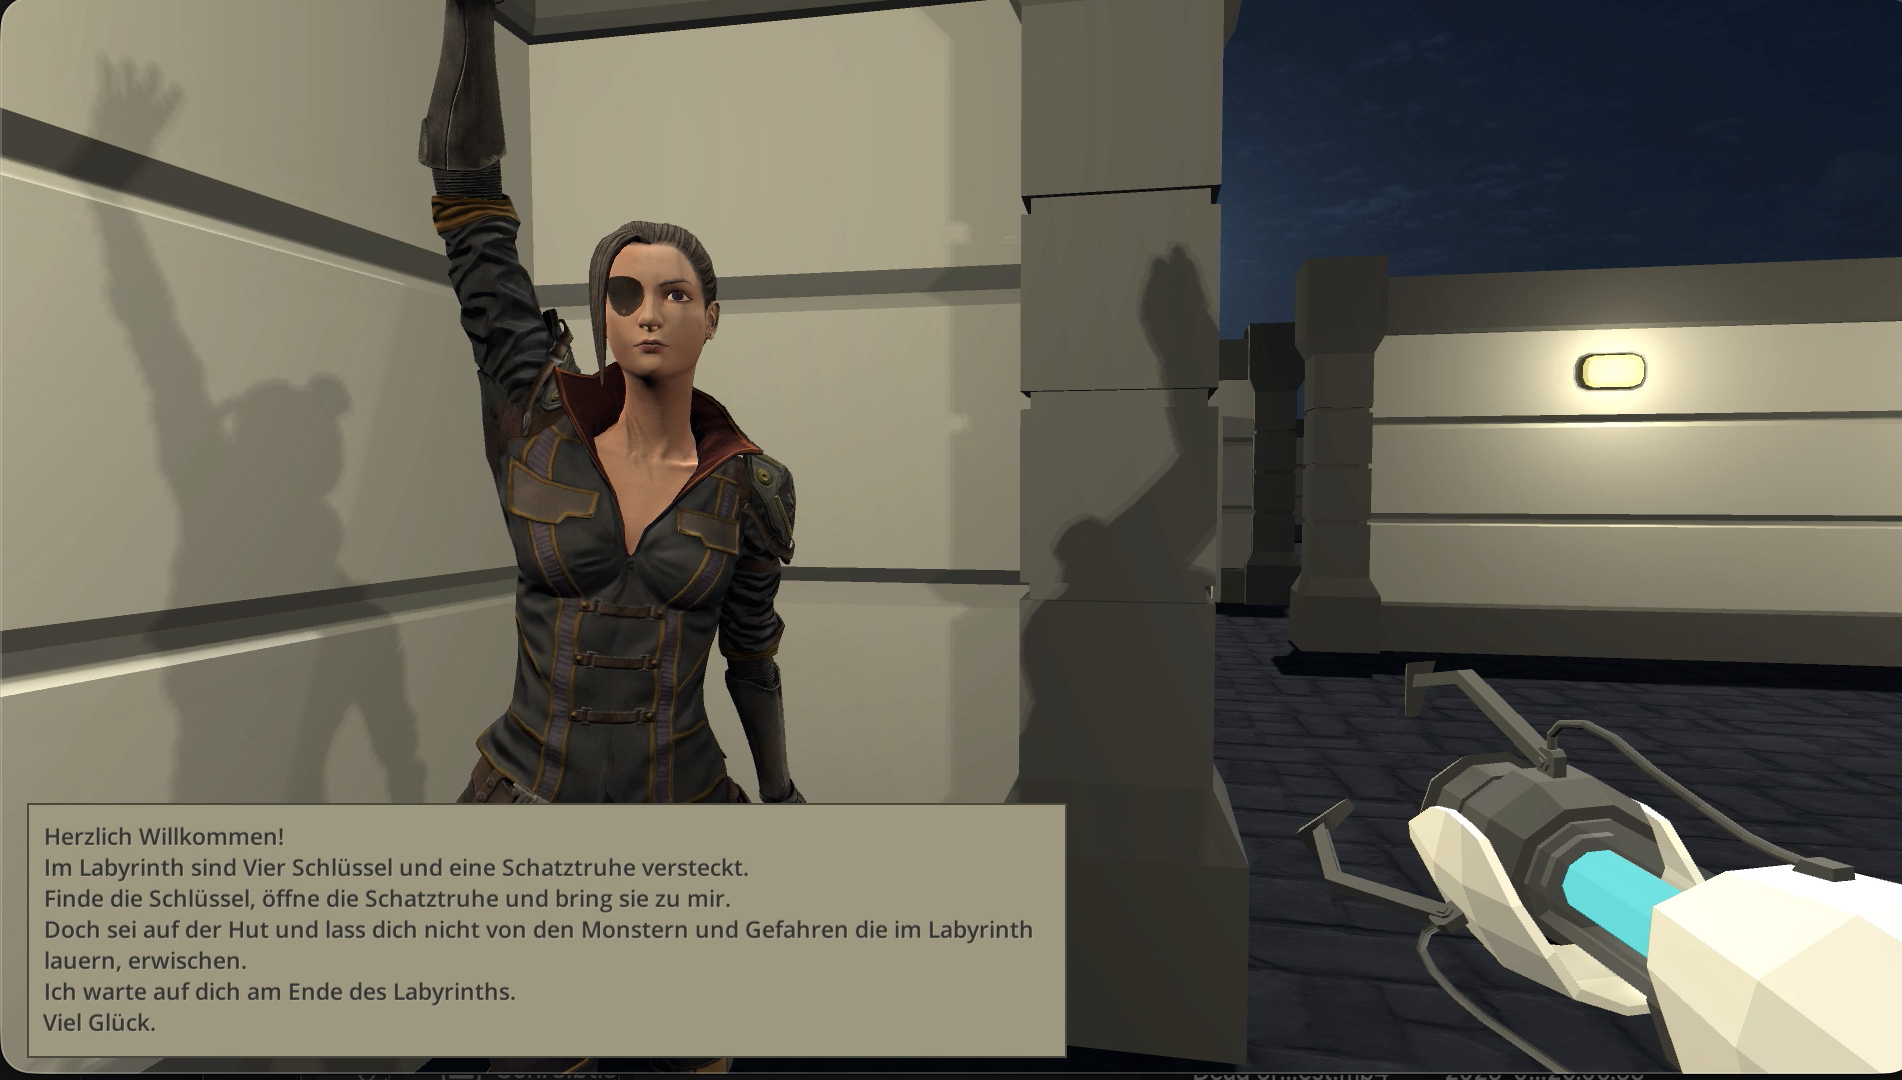 Herzlich Willkommen!
Im Labyrinth sind Vier Schlüssel und eine Schatztruhe versteckt.
Finde die Schlüssel, öffne die Schatztruhe und bring sie zu mir.
Doch sei auf der Hut und lass dich nicht von den Monstern und Gefahren die im Labyrinth
lauern, erwischen.
Ich warte auf dich am Ende des Labyrinths.
Viel Glück.